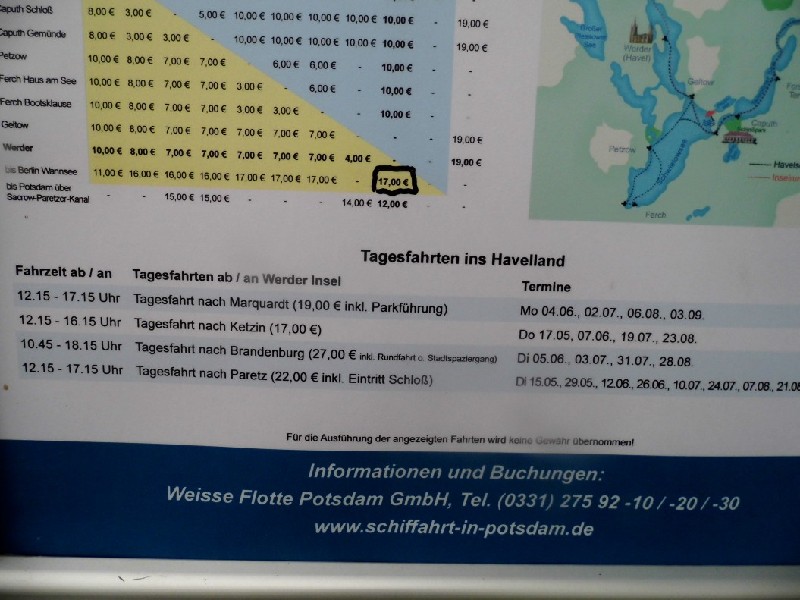 Caputh Schloß 8,00 € 3,00 € - 5,00 € 10,00 € 10,00 € 10,00 € 10,00 € 10,00 € - 19,00 €
Caputh Gemünde 8,00 € 3,00 € 3,00 € - 10,00 € 10,00 € 10,00 € 10,00 € 10,00 € - 19,00 €
Petzow 10,00 € 8,00 € 7,00 € 7,00 € - 6,00 € 6,00 € - 10,00 € - -
Ferch Haus am See 10,00 € 8,00 € 7,00 € 7,00 € 3,00 € - 6,00 € - 10,00 € - -
Ferch Bootsklause 10,00 € 8,00 € 7,00 € 7,00 € 3,00 € 3,00 € - - 10,00 € - -
Geltow 10,00 € 8,00 € 7,00 € 7,00 € 7,00 € 7,00 € 7,00 € - - - 19,00 €
Werder 10,00 € 8,00 € 7,00 € 7,00 € 7,00 € 7,00 € 7,00 € 4,00 € - - 19,00 €
bis Berlin Wannsee 11,00 € 16,00 € 16,00 € 16,00 € 17,00 € 17,00 € 17,00 € - 17,00 €
bis Potsdam über
Sacrow-Paretzer-Kanal - - 15,00 € 15,00 € - - - 14,00 € 12,00 € - -
Werder
(Havel)
Geltow
Caputh
Petzow
Ferch
Tagesfahrten ins Havelland
Fahrzeit ab / an Tagesfahrten ab / an Werder Insel Termine
12.15 - 17.15 Uhr Tagesfahrt nach Marquardt (19,00 € inkl. Parkführung) Mo 04.06., 02.07., 06.08., 03.09.
12.15 - 16.15 Uhr Tagesfahrt nach Ketzin (17,00 €) Do 17.05, 07.06., 19.07., 23.08.
10.45 - 18.15 Uhr Tagesfahrt nach Brandenburg (27,00 € inkl. Rundfahrt o. Stadtspaziergang) Di 05.06., 03.07., 31.07., 28.08.
12.15 - 17.15 Uhr Tagesfahrt nach Paretz (22,00 € inkl. Eintritt Schloß) Di 15.05., 29.05., 12.06., 26.06., 10.07., 24.07., 07.08., 21.08
Für die Ausführung der angezeigten Fahrten wird keine Gewähr übernommen!
Informationen und Buchungen:
Weisse Flotte Potsdam GmbH, Tel. (0331) 275 92 -10 / -20 / -30
www.schiffahrt-in-potsdam.de